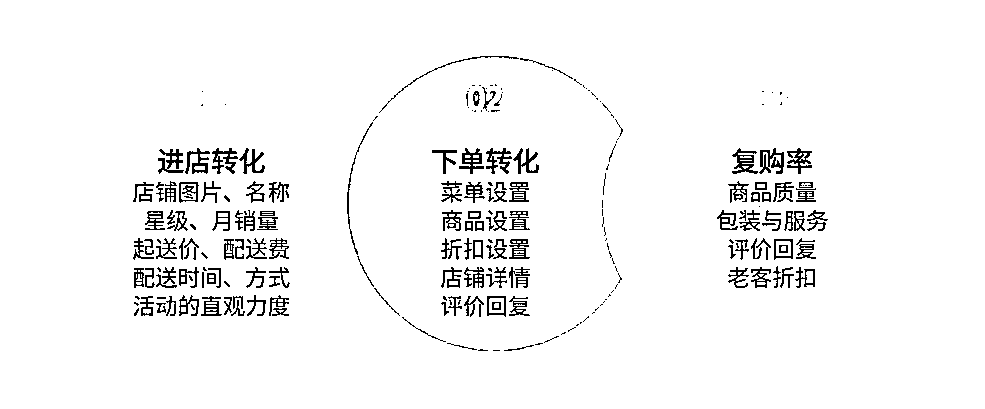 02
进店转化
店铺图片、名称
星级、月销量
起送价、配送费
配送时间、方式
活动的直观力度
下单转化
菜单设置
商品设置
折扣设置
店铺详情
评价回复
复购率
商品质量
包装与服务
评价回复
老客折扣